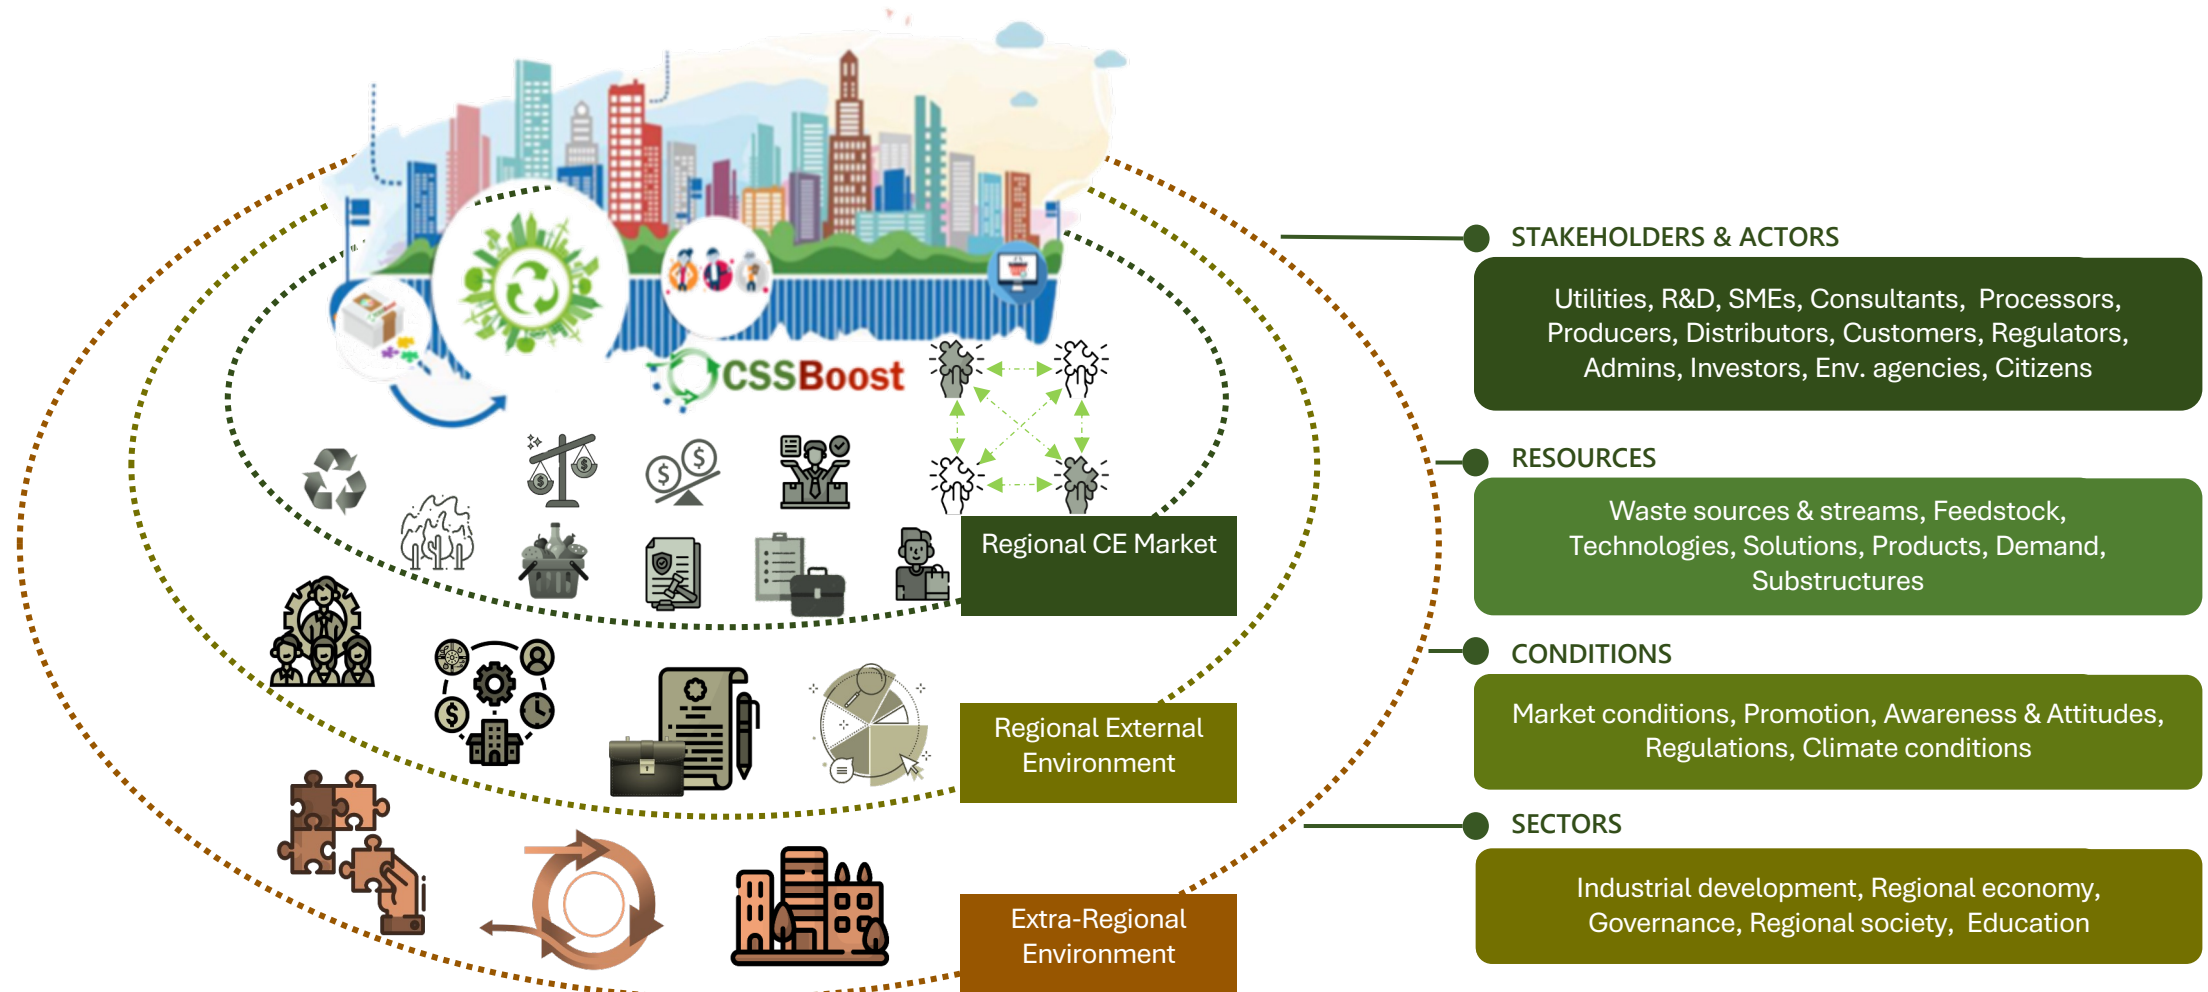 CSSBoost
Regional CE Market
Regional External
Environment
Extra-Regional
Environment
STAKEHOLDERS & ACTORS
Utilities, R&D, SMEs, Consultants, Processors,
Producers, Distributors, Customers, Regulators,
Admins, Investors, Env. agencies, Citizens
RESOURCES
Waste sources & streams, Feedstock,
Technologies, Solutions, Products, Demand,
Substructures
CONDITIONS
Market conditions, Promotion, Awareness & Attitudes,
Regulations, Climate conditions
SECTORS
Industrial development, Regional economy,
Governance, Regional society, Education